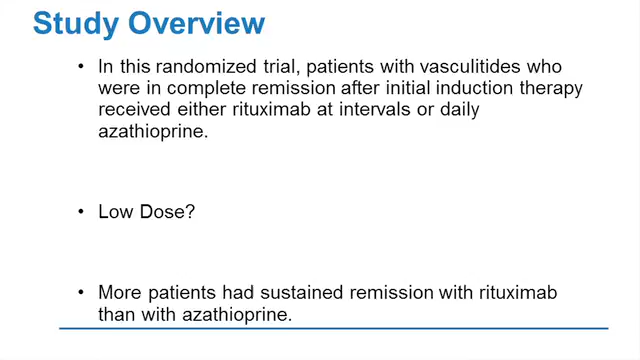 Study Overview
• In this randomized trial, patients with vasculitides who
were in complete remission after initial induction therapy
received either rituximab at intervals or daily
azathioprine.
• Low Dose?
• More patients had sustained remission with rituximab
than with azathioprine.